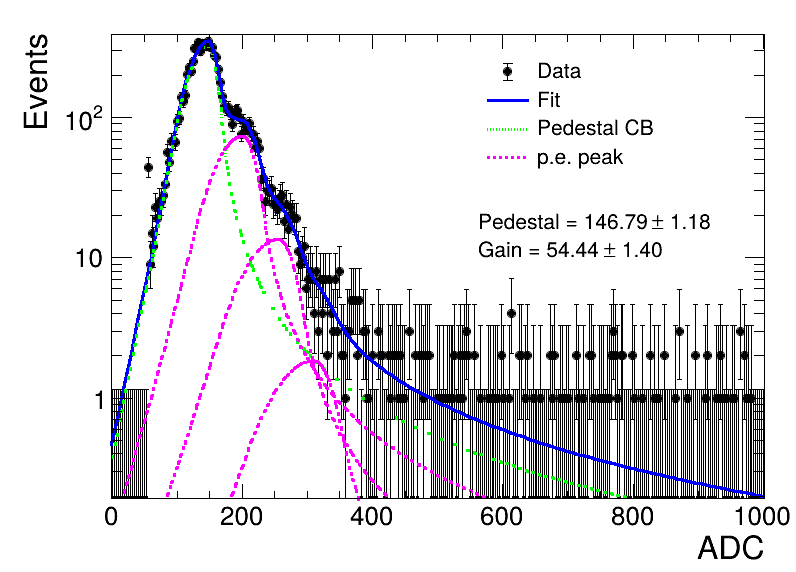 Events
10²
10
1
Data
Fit
Pedestal CB
p.e. peak
Pedestal = 146.79 ± 1.18
Gain = 54.44 ± 1.40
0 200 400 600 800 1000
ADC